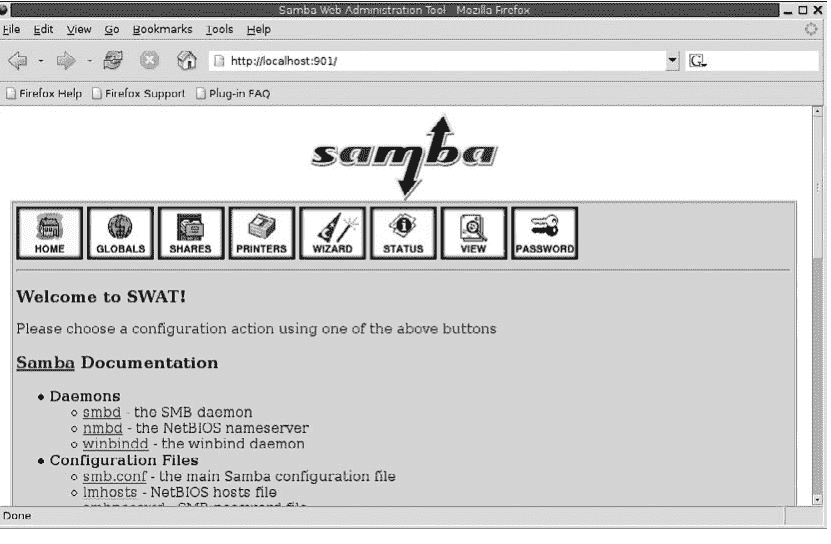 Samba Web Administration Tool - Mozilla Firefox
File Edit View Go Bookmarks Tools Help
http://localhost:901/
G
Firefox Help Firefox Support Plug-in FAQ
samba
HOME GLOBALS SHARES PRINTERS WIZARD STATUS VIEW PASSWORD
Welcome to SWAT!
Please choose a configuration action using one of the above buttons
Samba Documentation
• Daemons
◦ smbd - the SMB daemon
◦ nmbd - the NetBIOS nameserver
◦ winbindd - the winbind daemon
• Configuration Files
◦ smb.conf - the main Samba configuration file
◦ lmhosts - NetBIOS hosts file
Done